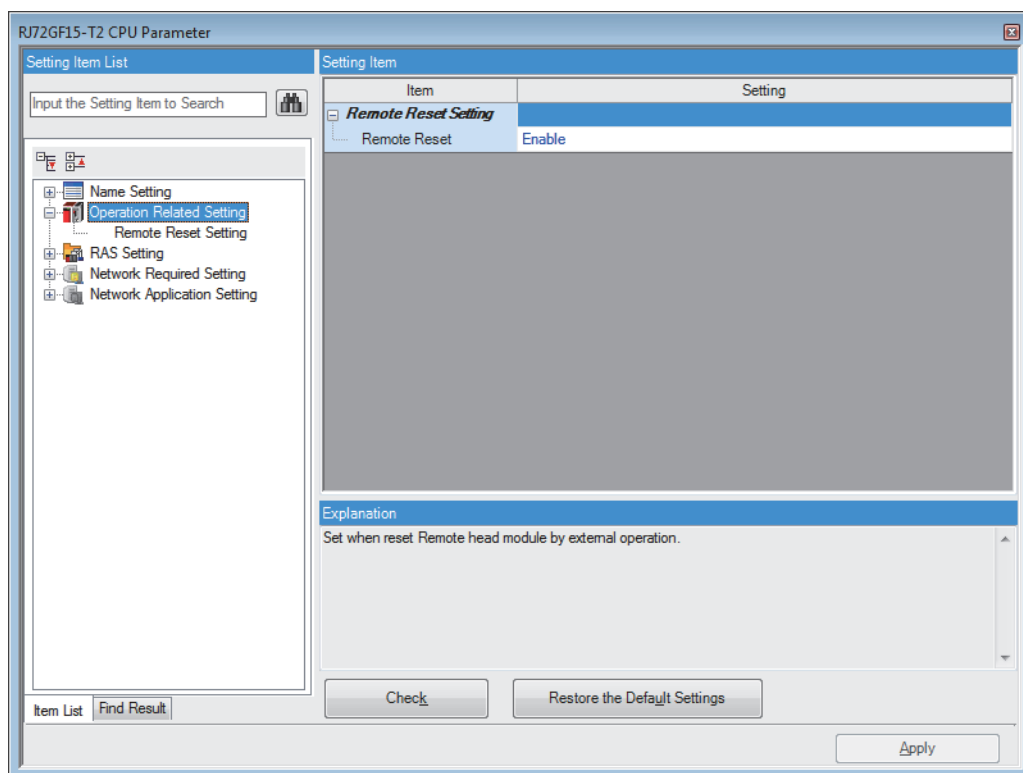 RJ72GF15-T2 CPU Parameter
Setting Item List
Input the Setting Item to Search
Name Setting
Operation Related Setting
Remote Reset Setting
RAS Setting
Network Required Setting
Network Application Setting
Item List
Find Result
Setting Item
Item Setting
Remote Reset Setting
Remote Reset Enable
Explanation
Set when reset Remote head module by external operation.
Check
Restore the Default Settings
Apply